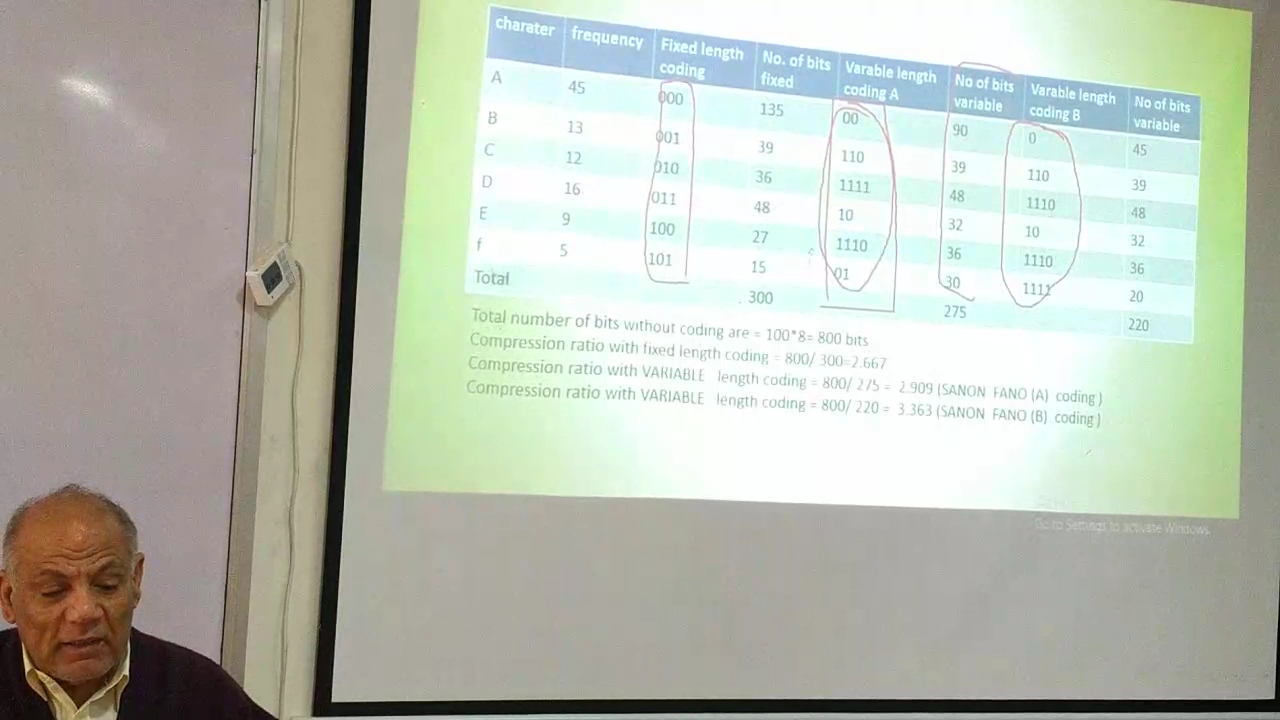 charater frequency Fixed length coding No. of bits fixed Varable length coding A No of bits variable Varable length coding B No of bits variable
A 45 000 135 00 90 0 45
B 13 001 39 110 39 110 39
C 12 010 36 1111 48 1110 48
D 16 011 48 10 32 10 32
E 9 100 27 1110 36 1110 36
f 5 101 15 01 30 1111 20
Total 300 275 220
Total number of bits without coding are = 100*8= 800 bits
Compression ratio with fixed length coding = 800/ 300=2.667
Compression ratio with VARIABLE length coding = 800/ 275 = 2.909 (SANON FANO (A) coding )
Compression ratio with VARIABLE length coding = 800/ 220 = 3.363 (SANON FANO (B) coding )
Go to Settings to activate Windows.